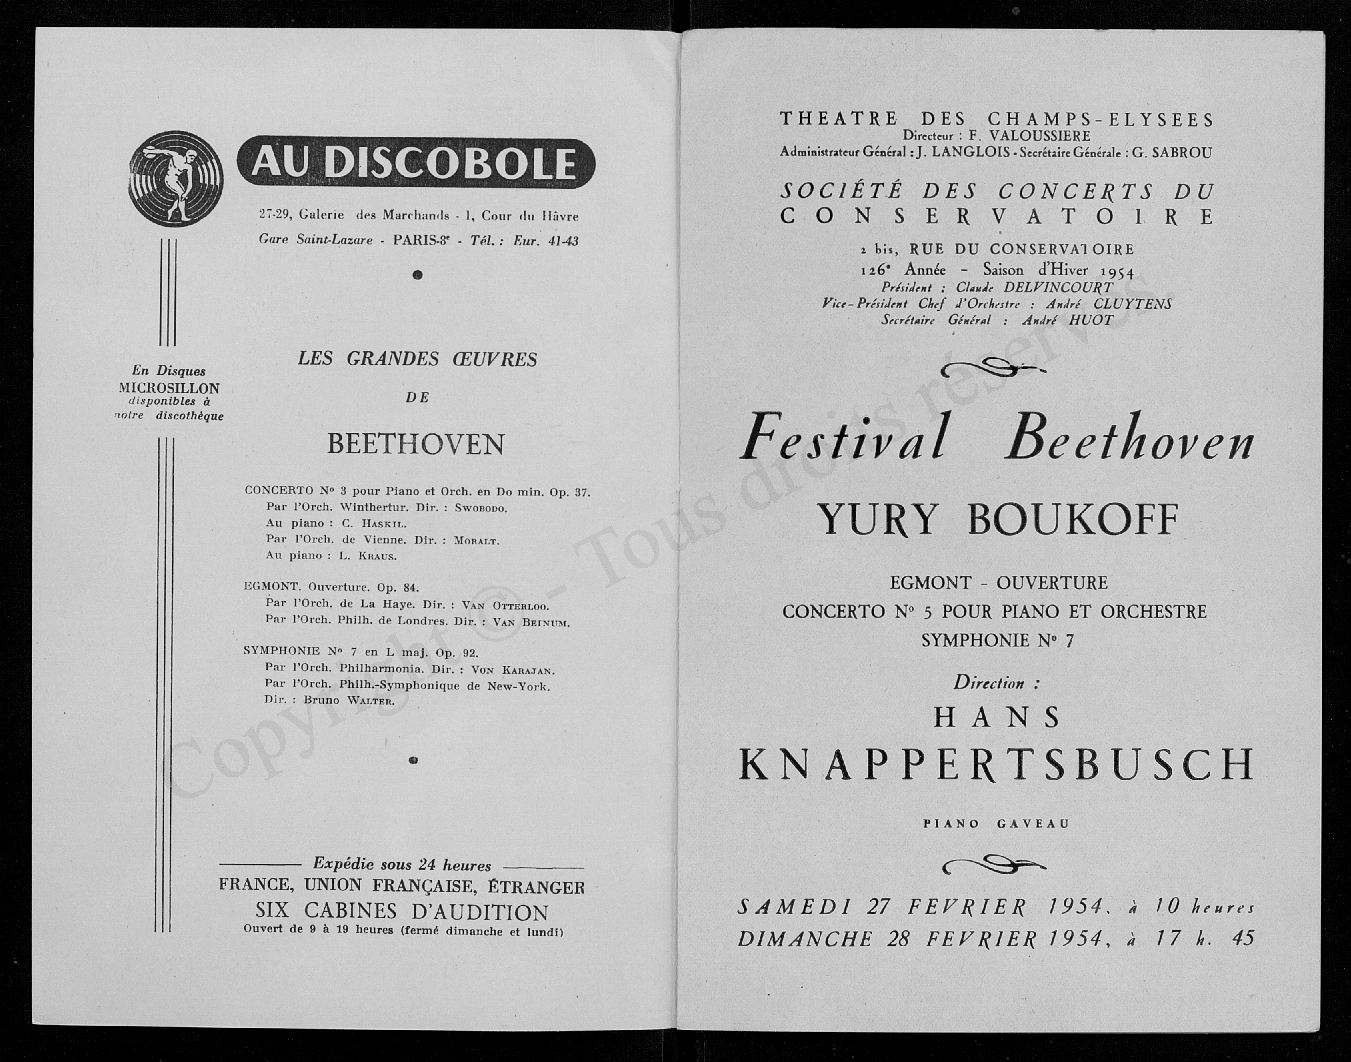 AU DISCOBOLE
27-29, Galerie des Marchands - 1, Cour du Hâvre
Gare Saint-Lazare - PARIS-8e - Tél. : Eur. 41-43
En Disques
MICROSILLON
disponibles à
notre discothèque
LES GRANDES ŒUVRES
DE
BEETHOVEN
CONCERTO No 3 pour Piano et Orch. en Do min. Op. 37.
Par l'Orch. Winthertur. Dir. : SWOBODO.
Au piano : C. HASKIL.
Par l'Orch. de Vienne. Dir. : MORALT.
Au piano : L. KRAUS.
EGMONT. Ouverture. Op. 84.
Par l'Orch. de La Haye. Dir. : VAN OTTERLOO.
Par l'Orch. Philh. de Londres. Dir. : VAN BEINUM.
SYMPHONIE No 7 en L maj. Op. 92.
Par l'Orch. Philharmonia. Dir. : VON KARAJAN.
Par l'Orch. Philh.-Symphonique de New-York.
Dir. : Bruno WALTER.
Expédie sous 24 heures
FRANCE, UNION FRANÇAISE, ÉTRANGER
SIX CABINES D'AUDITION
Ouvert de 9 à 19 heures (fermé dimanche et lundi)
THEATRE DES CHAMPS-ELYSEES
Directeur : F. VALOUSSIERE
Administrateur Général : J. LANGLOIS - Secrétaire Générale : G. SABROU
SOCIÉTÉ DES CONCERTS DU
CONSERVATOIRE
2 bis, RUE DU CONSERVATOIRE
126e Année - Saison d'Hiver 1954
Président : Claude DELVINCOURT
Vice-Président Chef d'Orchestre : André CLUYTENS
Secrétaire Général : André HUOT
Festival Beethoven
YURY BOUKOFF
EGMONT - OUVERTURE
CONCERTO No 5 POUR PIANO ET ORCHESTRE
SYMPHONIE No 7
Direction :
HANS
KNAPPERTSBUSCH
PIANO GAVEAU
SAMEDI 27 FEVRIER 1954, à 10 heures
DIMANCHE 28 FEVRIER 1954, à 17 h. 45
Copyright © - Tous droits réservés.